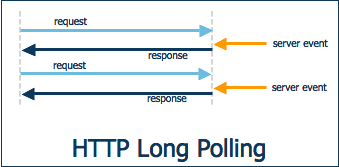 request
server event
response
request
server event
response
HTTP Long Polling